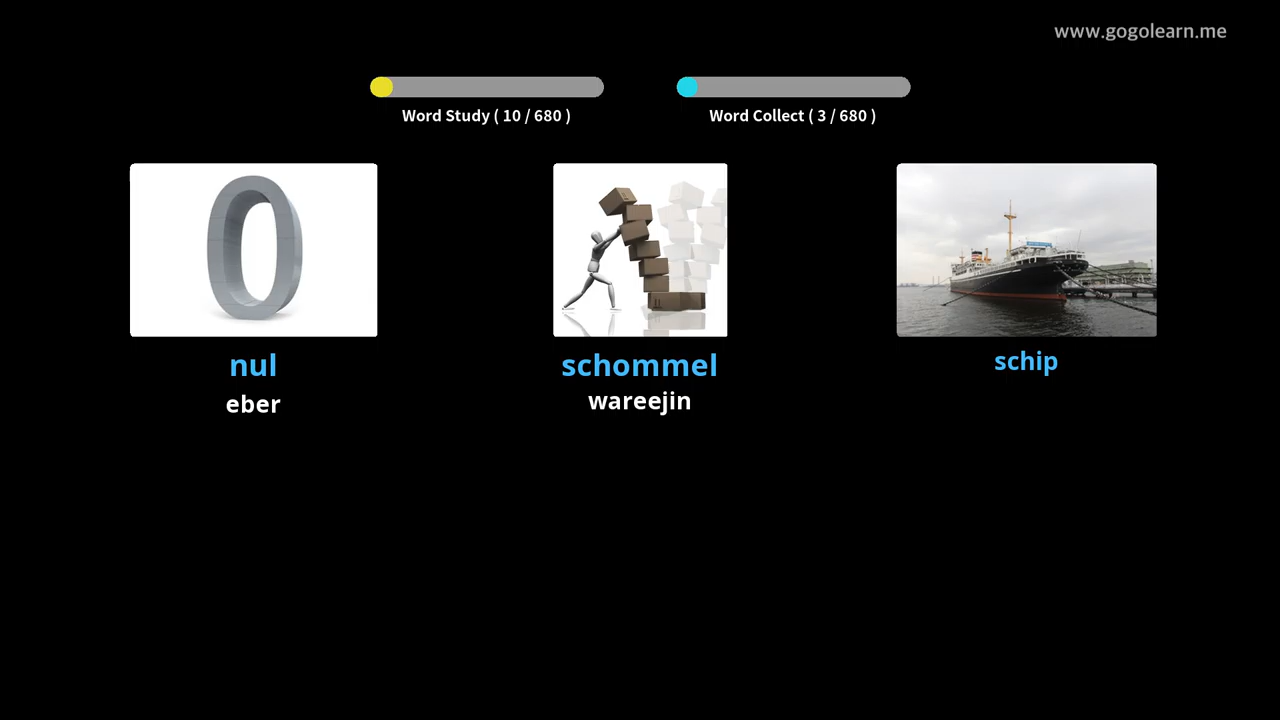 www.gogolearn.me
Word Study ( 10 / 680 )
Word Collect ( 3 / 680 )
nul
schommel
schip
eber
wareejin